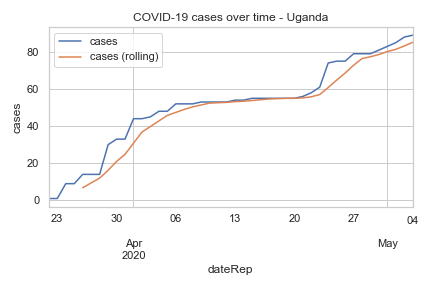 COVID-19 cases over time - Uganda
cases
cases (rolling)
cases
80
60
40
20
0
23 30 06 13 20 27 04
Apr May
2020
dateRep